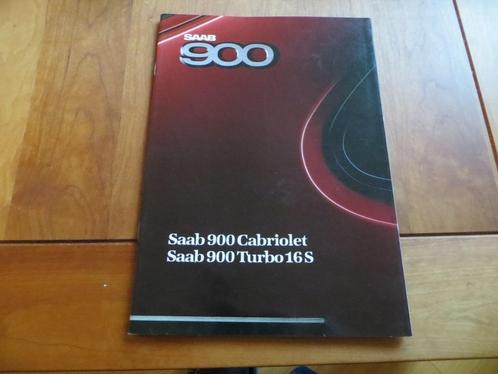 SAAB
900
Saab 900 Cabriolet
Saab 900 Turbo 16 S